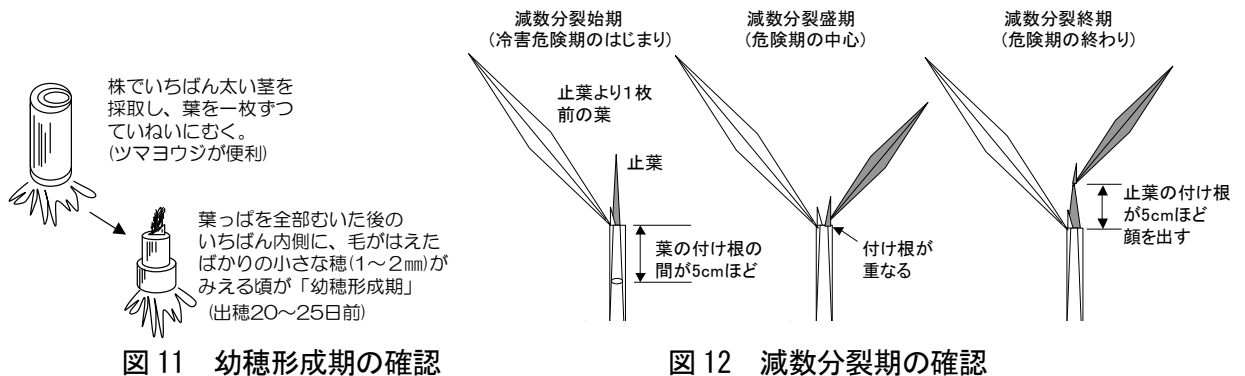 株でいちばん太い茎を
採取し、葉を一枚ずつ
ていねいにむく。
(ツマヨウジが便利)
葉っぱを全部むいた後の
いちばん内側に、毛がはえた
ばかりの小さな穂(1～2㎜)が
みえる頃が「幼穂形成期」
(出穂20～25日前)
図11 幼穂形成期の確認
減数分裂始期
(冷害危険期のはじまり)
減数分裂盛期
(危険期の中心)
減数分裂終期
(危険期の終わり)
止葉より1枚
前の葉
止葉
葉の付け根の
間が5cmほど
付け根が
重なる
止葉の付け根
が5cmほど
顔を出す
図12 減数分裂期の確認